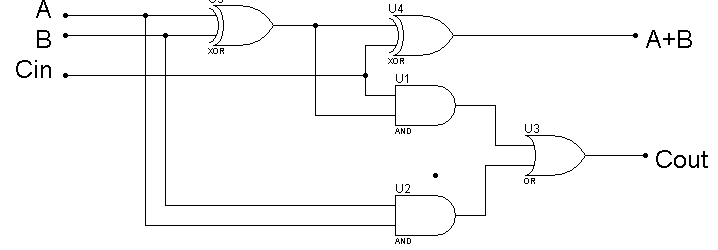 A
B
Cin
XOR
U4
XOR
A+B
U1
AND
U3
OR
Cout
U2
AND